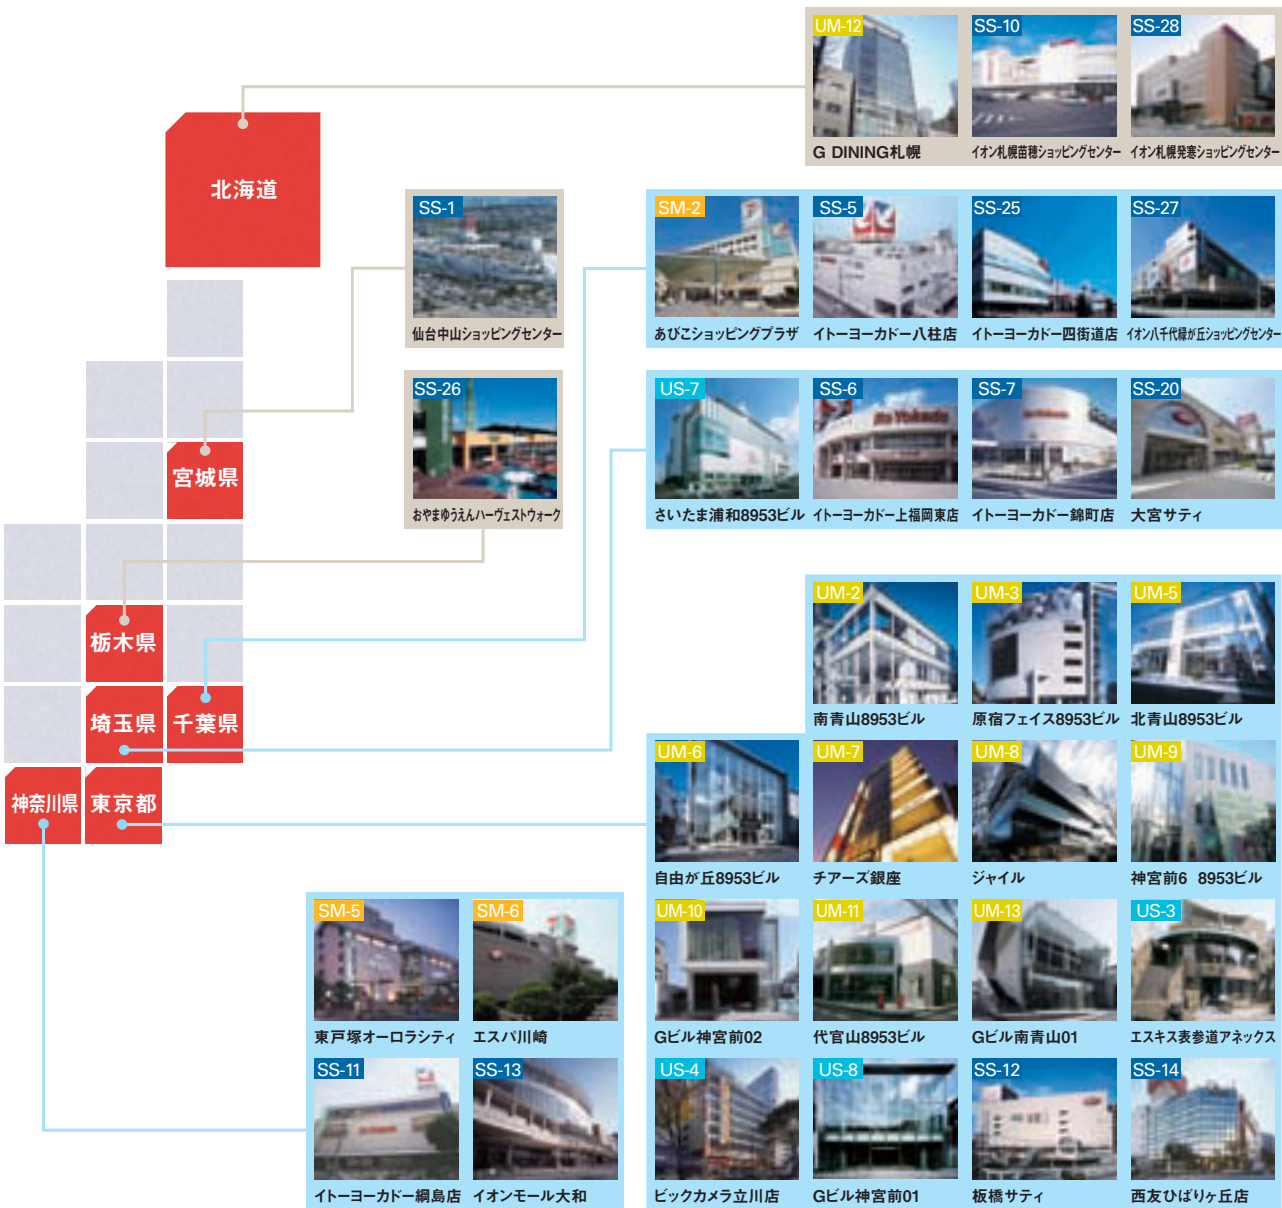 UM-12
SS-10
SS-28
G DINING札幌
イオン札幌苗穂ショッピングセンター
イオン札幌発寒ショッピングセンター
北海道
SS-1
仙台中山ショッピングセンター
SM-2
SS-5
SS-25
SS-27
あびこショッピングプラザ
イトーヨーカドー八柱店
イトーヨーカドー四街道店
イオン八千代緑が丘ショッピングセンター
SS-26
おやまゆうえんハーヴェストウォーク
US-7
SS-6
SS-7
SS-20
さいたま浦和8953ビル
イトーヨーカドー上福岡東店
イトーヨーカドー錦町店
大宮サティ
宮城県
栃木県
埼玉県
千葉県
神奈川県
東京都
UM-2
UM-3
UM-5
南青山8953ビル
原宿フェイス8953ビル
北青山8953ビル
UM-6
UM-7
UM-8
UM-9
自由が丘8953ビル
チアーズ銀座
ジャイル
神宮前6 8953ビル
UM-10
UM-11
UM-13
US-3
Gビル神宮前02
代官山8953ビル
Gビル南青山01
エスキス表参道アネックス
US-4
US-8
SS-12
SS-14
ビックカメラ立川店
Gビル神宮前01
板橋サティ
西友ひばりヶ丘店
SM-5
SM-6
東戸塚オーロラシティ
エスパ川崎
SS-11
SS-13
イトーヨーカドー綱島店
イオンモール大和